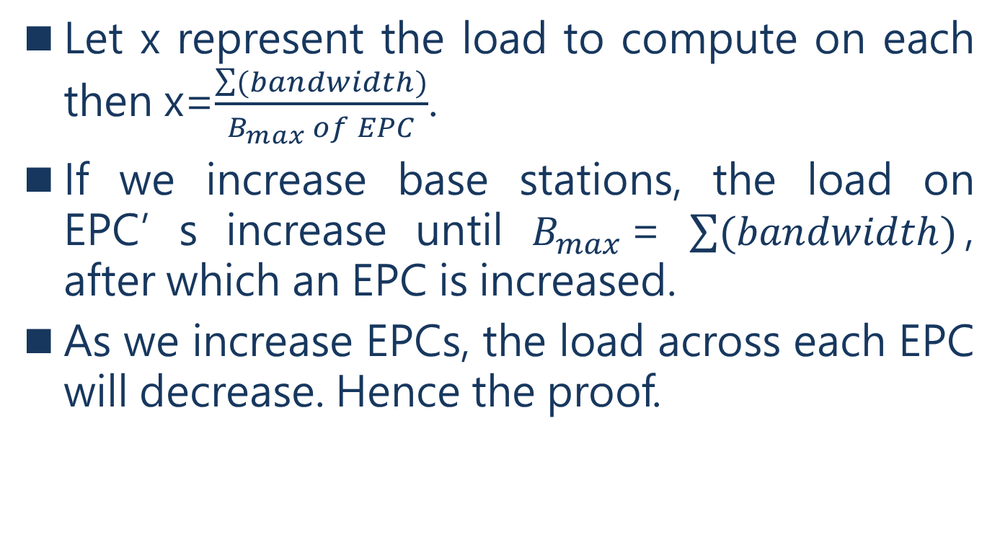 ■ Let x represent the load to compute on each
then x=\frac{∑(bandwidth)}{B_{max} of EPC}.
■ If we increase base stations, the load on
EPC’ s increase until B_{max} = ∑(bandwidth) ,
after which an EPC is increased.
■ As we increase EPCs, the load across each EPC
will decrease. Hence the proof.